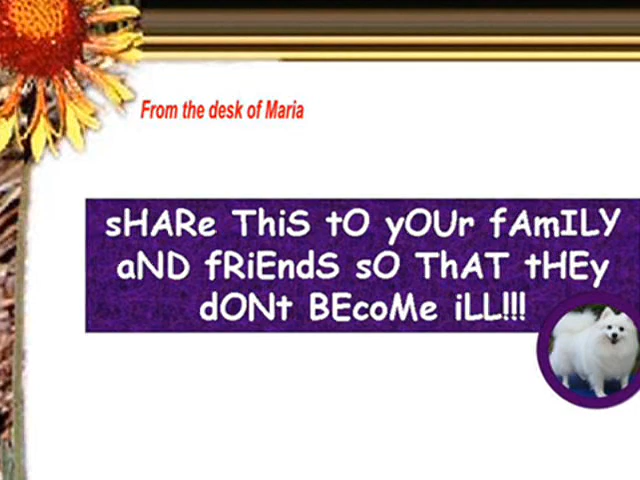 From the desk of Maria
sHARe ThiS tO yOUr fAmILY
aND fRiEndS sO ThAT tHEy
dONt BEcoMe iLL!!!